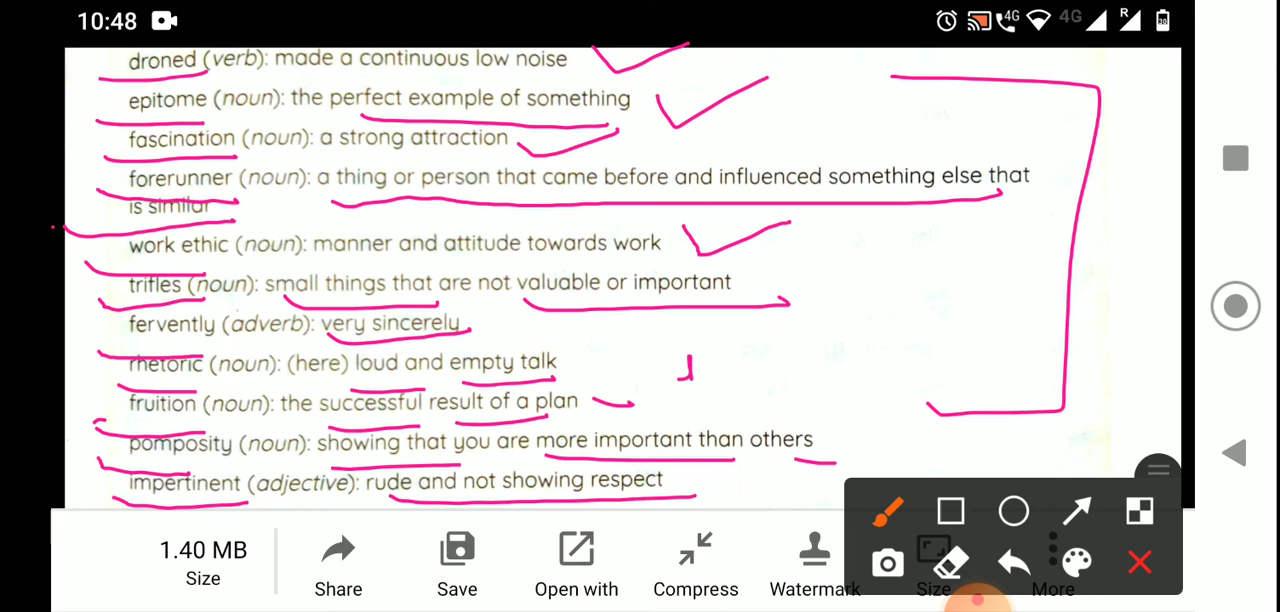 10:48
4G 4G R
droned (verb): made a continuous low noise
epitome (noun): the perfect example of something
fascination (noun): a strong attraction
forerunner (noun): a thing or person that came before and influenced something else that
is similar
work ethic (noun): manner and attitude towards work
trifles (noun): small things that are not valuable or important
fervently (adverb): very sincerely
rhetoric (noun): (here) loud and empty talk
fruition (noun): the successful result of a plan
pomposity (noun): showing that you are more important than others
impertinent (adjective): rude and not showing respect
1.40 MB
Size
Share Save Open with Compress Watermark Size More